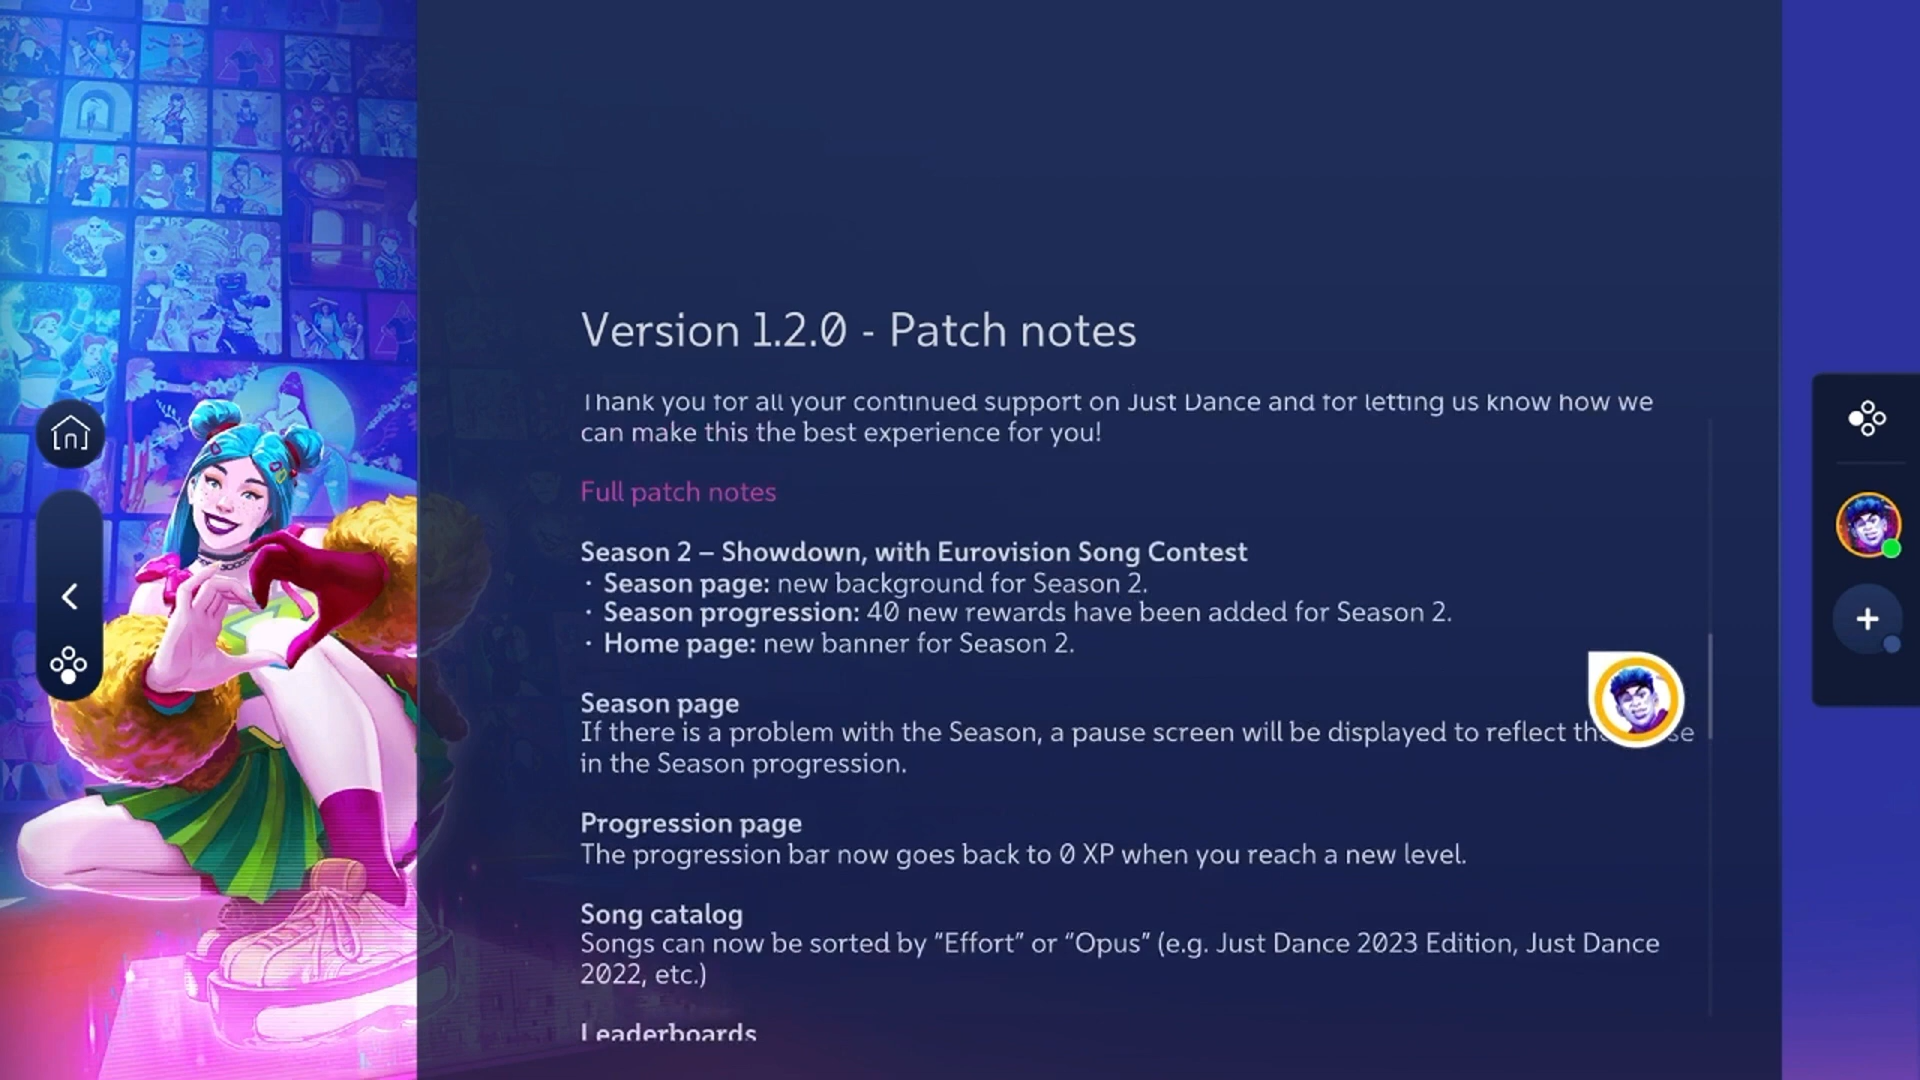 Version 1.2.0 - Patch notes
Thank you for all your continued support on Just Dance and for letting us know how we
can make this the best experience for you!
Full patch notes
Season 2 – Showdown, with Eurovision Song Contest
· Season page: new background for Season 2.
· Season progression: 40 new rewards have been added for Season 2.
· Home page: new banner for Season 2.
Season page
If there is a problem with the Season, a pause screen will be displayed to reflect
in the Season progression.
Progression page
The progression bar now goes back to 0 XP when you reach a new level.
Song catalog
Songs can now be sorted by "Effort" or “Opus” (e.g. Just Dance 2023 Edition, Just Dance
2022, etc.)
Leaderboards